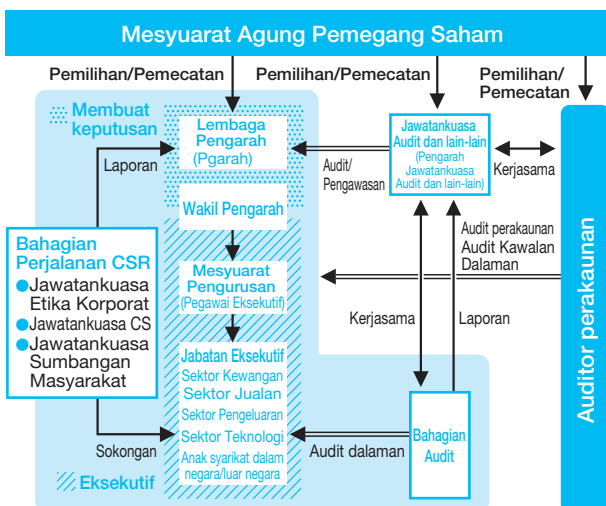 Mesyuarat Agung Pemegang Saham
Pemilihan/Pemecatan
Pemilihan/Pemecatan
Pemilihan/
Pemecatan
Membuat
keputusan
Lembaga
Pengarah
(Pgarah)
Jawatankuasa
Audit dan lain-lain
(Pengarah
Jawatankuasa
Audit dan lain-lain)
Laporan
Audit/
Pengawasan
Kerjasama
Wakil Pengarah
Audit perakaunan
Audit Kawalan
Dalaman
Bahagian
Perjalanan CSR
●Jawatankuasa
Etika Korporat
●Jawatankuasa CS
●Jawatankuasa
Sumbangan
Masyarakat
Mesyuarat
Pengurusan
(Pegawai Eksekutif)
Kerjasama
Laporan
Auditor perakaunan
Jabatan Eksekutif
Sektor Kewangan
Sektor Jualan
Sektor Pengeluaran
Sektor Teknologi
Anak syarikat dalam
negara/luar negara
Sokongan
Audit dalaman
Bahagian
Audit
Eksekutif